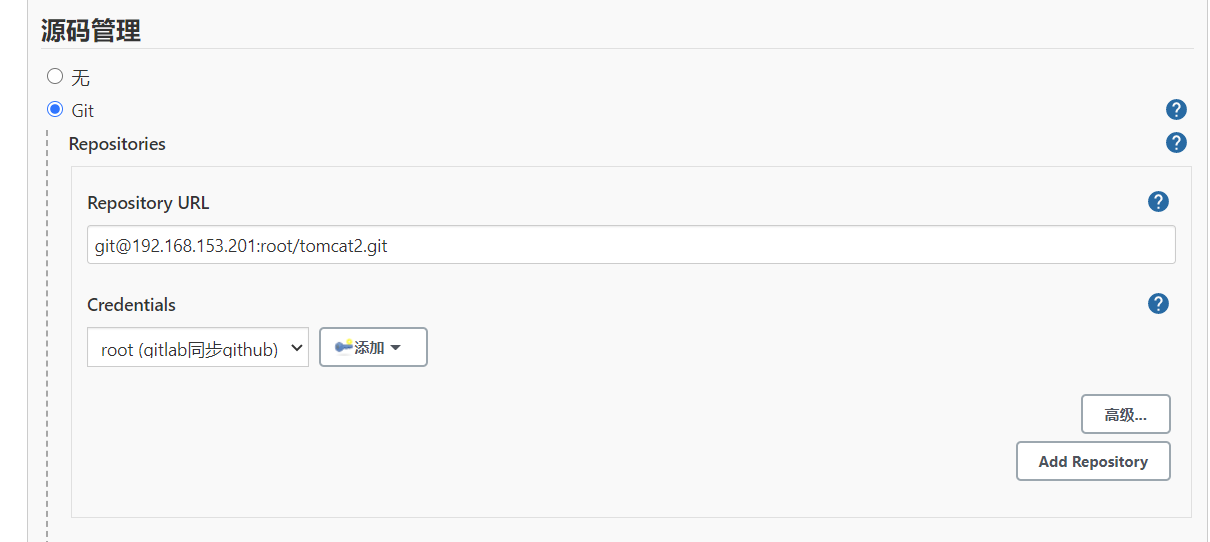 源码管理
无
Git
Repositories
Repository URL
git@192.168.153.201:root/tomcat2.git
Credentials
root (gitlab同步github)
添加
高级...
Add Repository